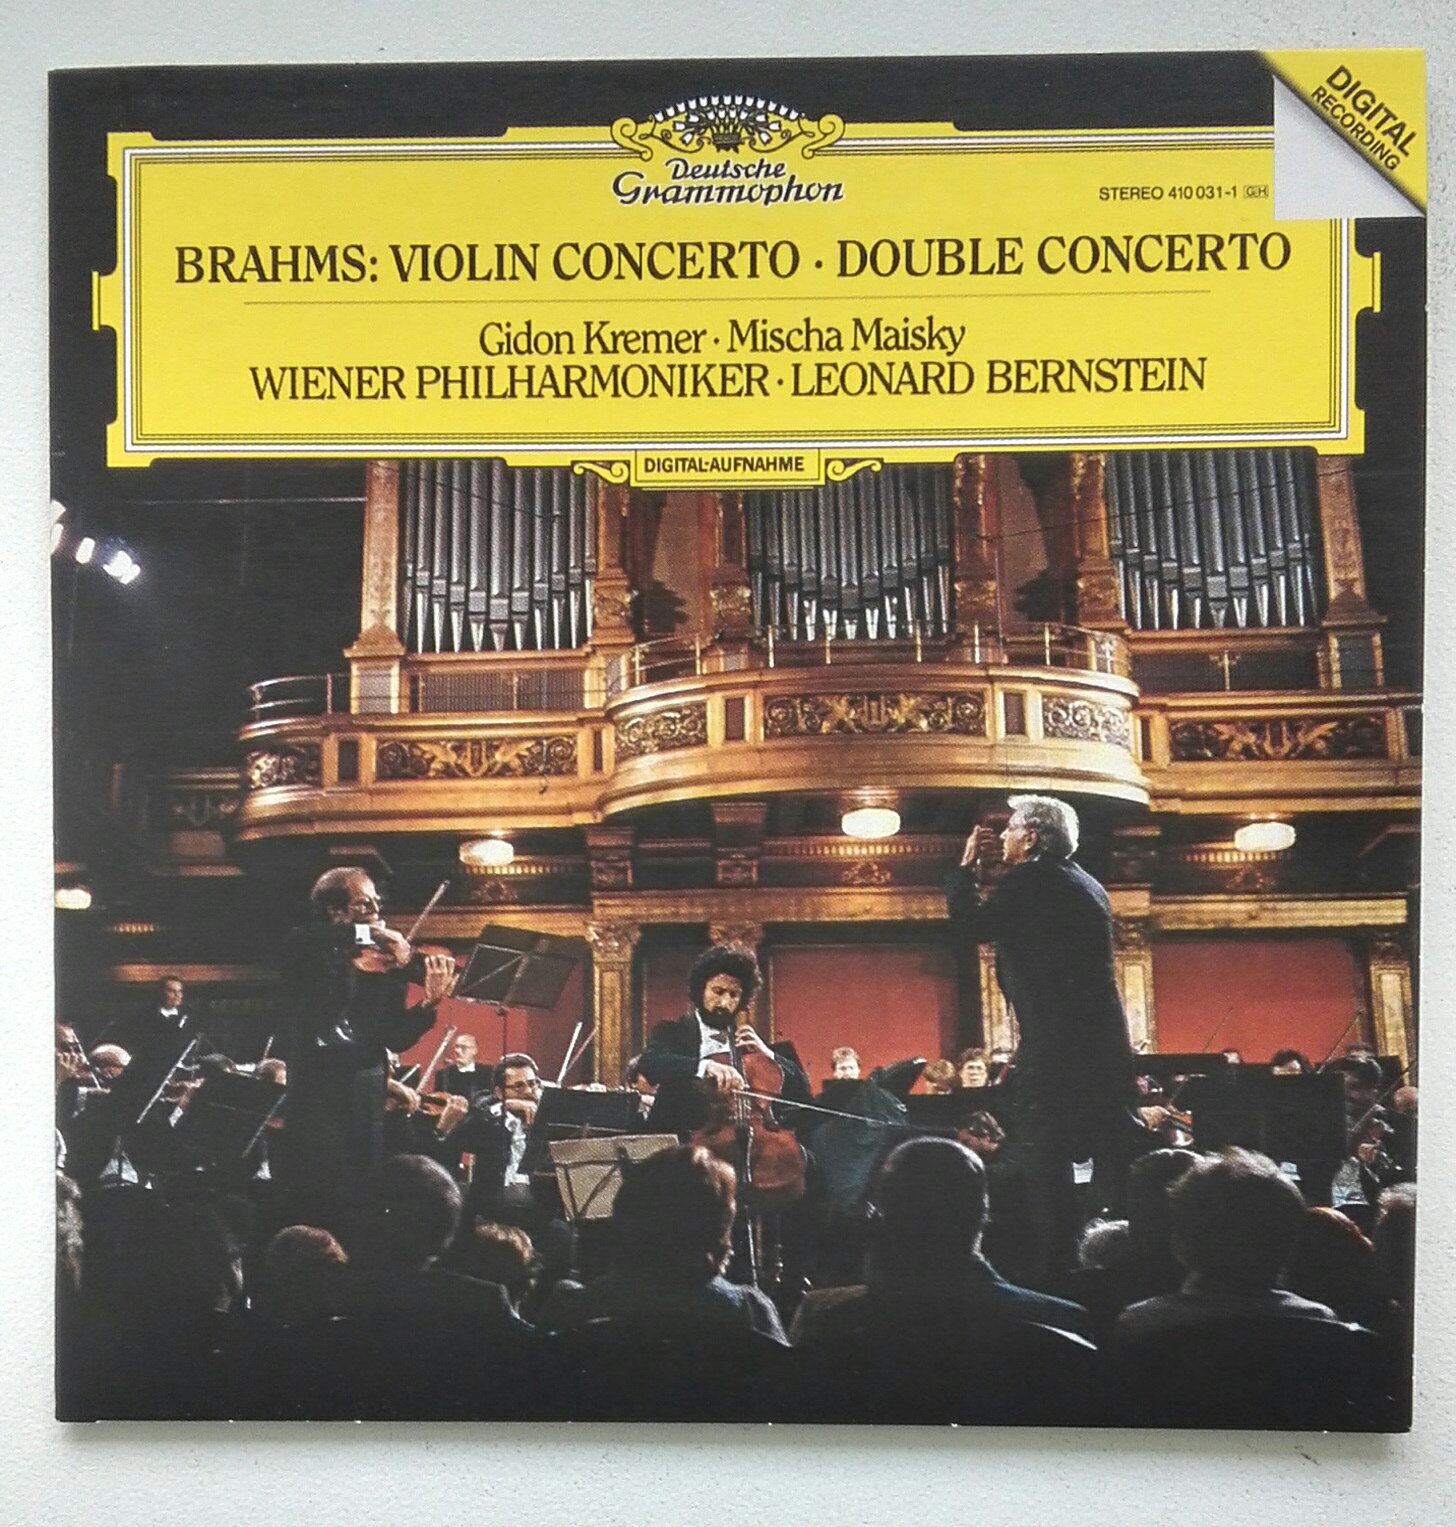 DIGITAL
RECORDING
Deutsche
Grammophon
STEREO 410 031-1 GH
BRAHMS: VIOLIN CONCERTO · DOUBLE CONCERTO
Gidon Kremer · Mischa Maisky
WIENER PHILHARMONIKER · LEONARD BERNSTEIN
DIGITAL-AUFNAHME